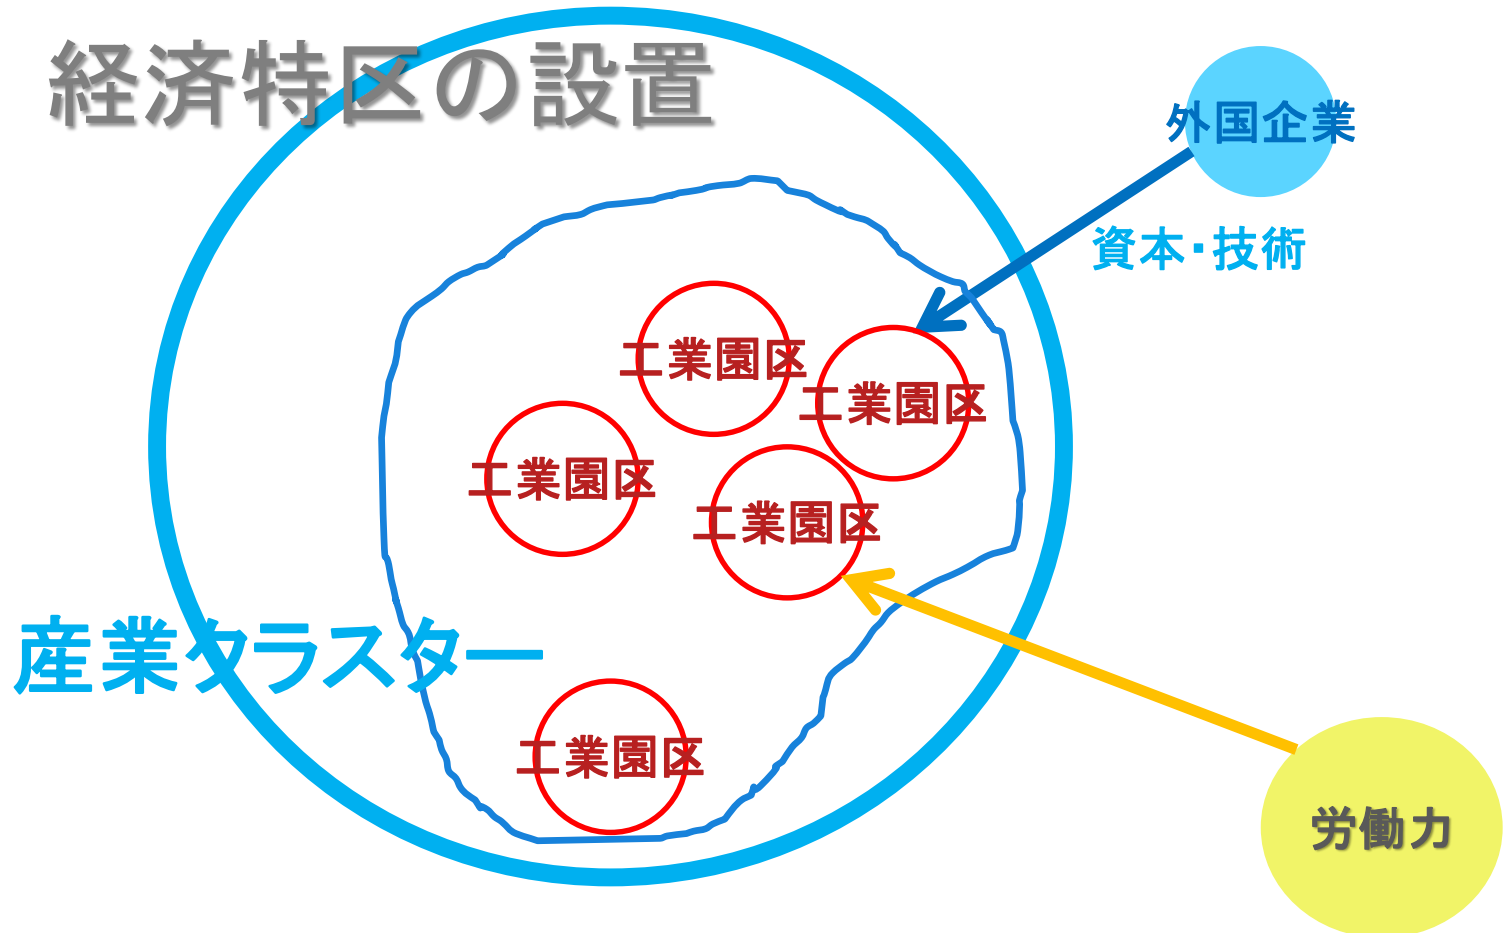 経済特区の設置
外国企業
資本・技術
工業園区
工業園区
工業園区
工業園区
産業クラスター
工業園区
労働力